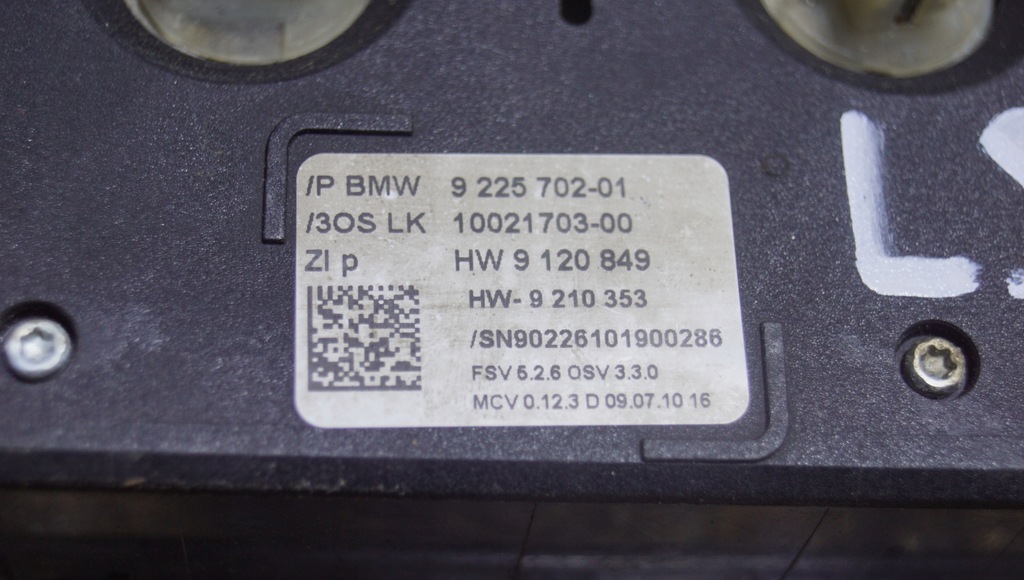 /P BMW 9 225 702-01
/3OS LK 10021703-00
ZI p HW 9 120 849
HW- 9 210 353
/SN90226101900286
FSV 5.2.6 OSV 3.3.0
MCV 0.12.3 D 09.07.10 16